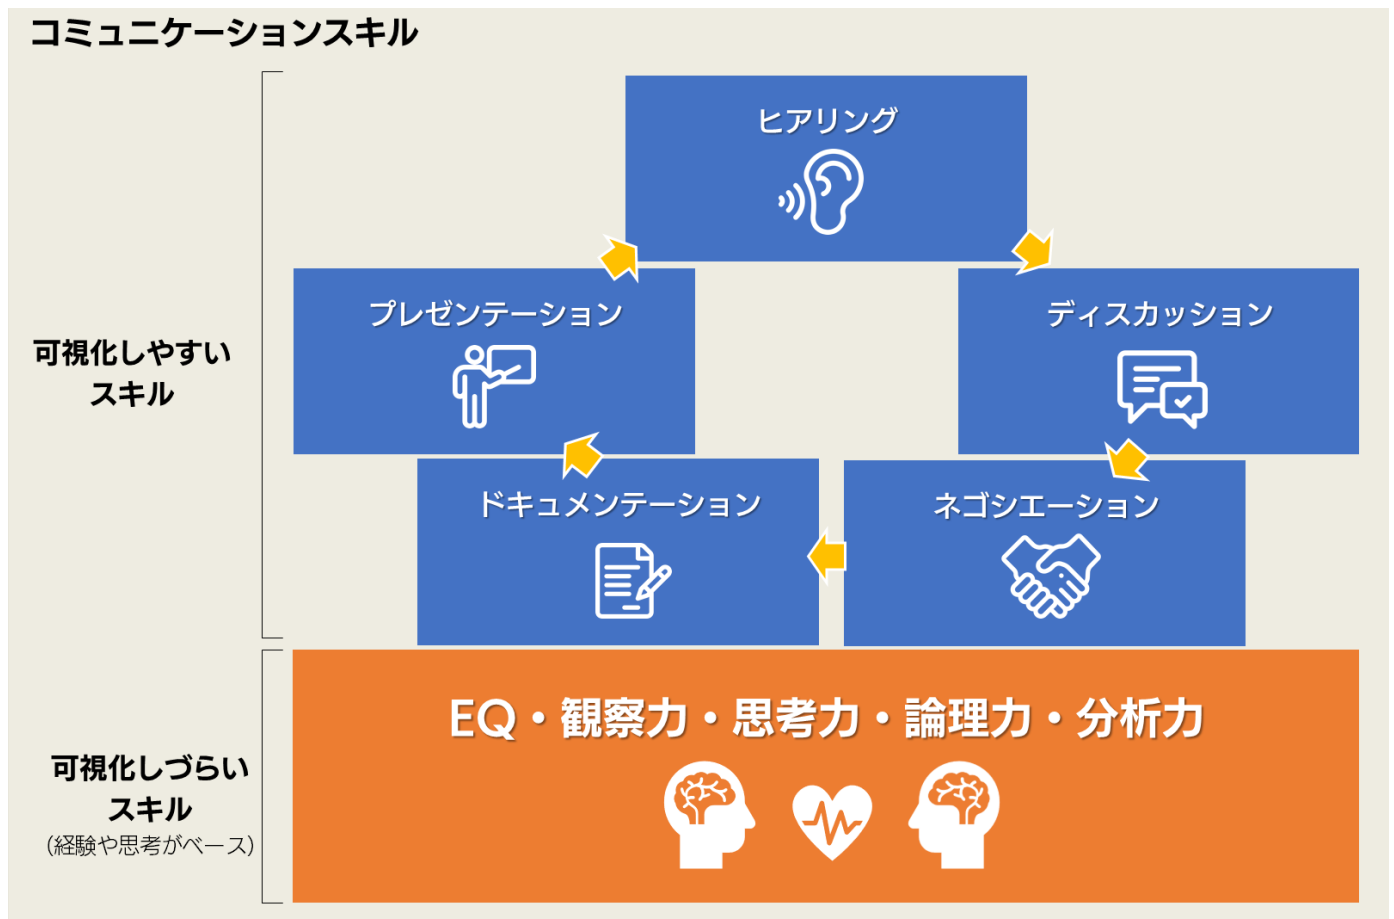 コミュニケーションスキル
ヒアリング
プレゼンテーション
ディスカッション
可視化しやすい
スキル
ドキュメンテーション
ネゴシエーション
EQ・観察力・思考力・論理力・分析力
可視化しづらい
スキル
（経験や思考がベース）